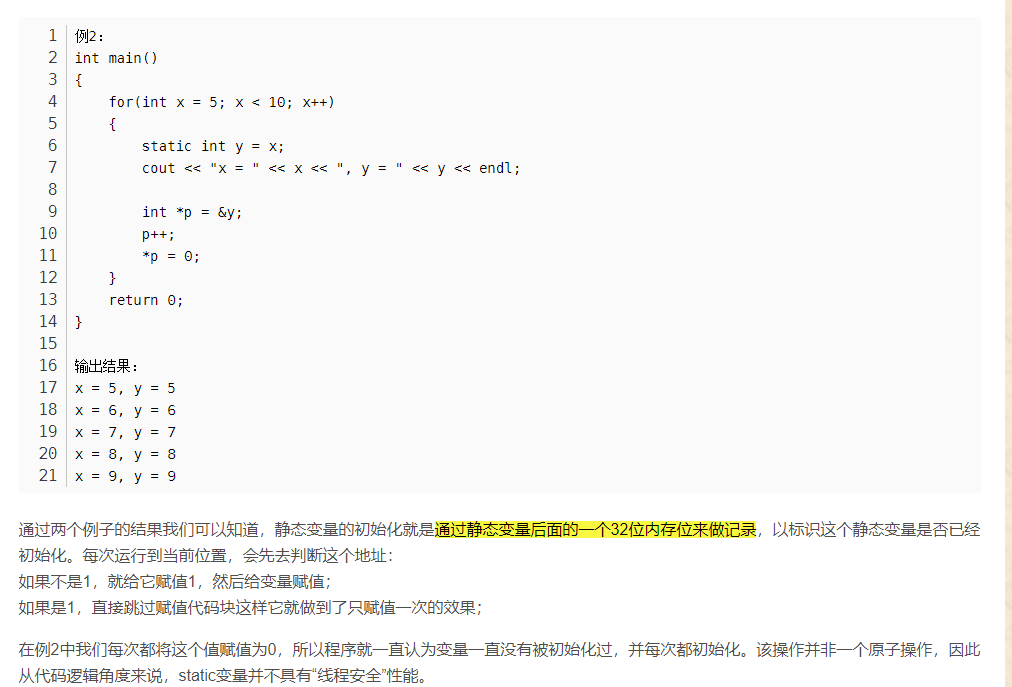 1 例2:
2 int main()
3 {
4     for(int x = 5; x < 10; x++)
5     {
6         static int y = x;
7         cout << "x = " << x << ", y = " << y << endl;
8
9         int *p = &y;
10         p++;
11         *p = 0;
12     }
13     return 0;
14 }
15
16 输出结果:
17 x = 5, y = 5
18 x = 6, y = 6
19 x = 7, y = 7
20 x = 8, y = 8
21 x = 9, y = 9
通过两个例子的结果我们可以知道，静态变量的初始化就是通过静态变量后面的一个32位内存位来做记录，以标识这个静态变量是否已经
初始化。每次运行到当前位置，会先去判断这个地址：
如果不是1，就给它赋值1，然后给变量赋值；
如果是1，直接跳过赋值代码块这样它就做到了只赋值一次的效果；
在例2中我们每次都将这个值赋值为0，所以程序就一直认为变量一直没有被初始化过，并每次都初始化。该操作并非一个原子操作，因此
从代码逻辑角度来说，static变量并不具有“线程安全”性能。